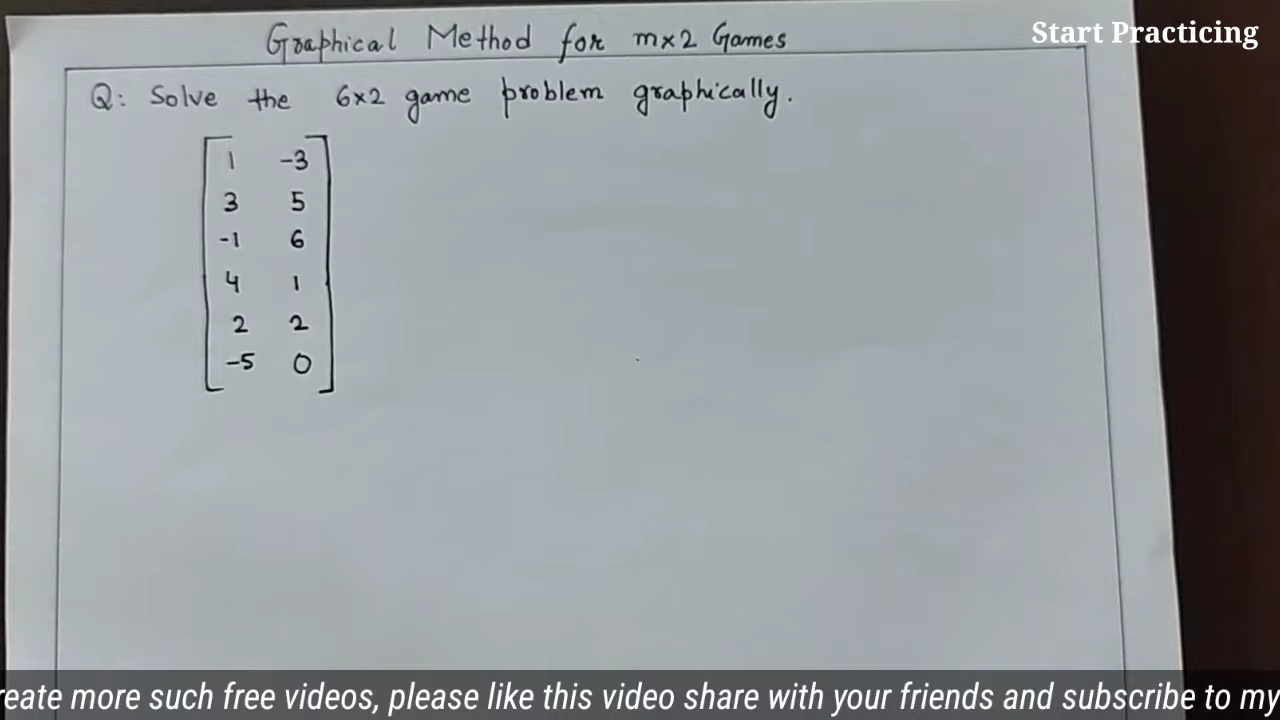 Graphical Method for m×2 Games
Start Practicing
Q: Solve the 6×2 game problem graphically.
1 -3
3 5
-1 6
4 1
2 2
-5 0
reate more such free videos, please like this video share with your friends and subscribe to my